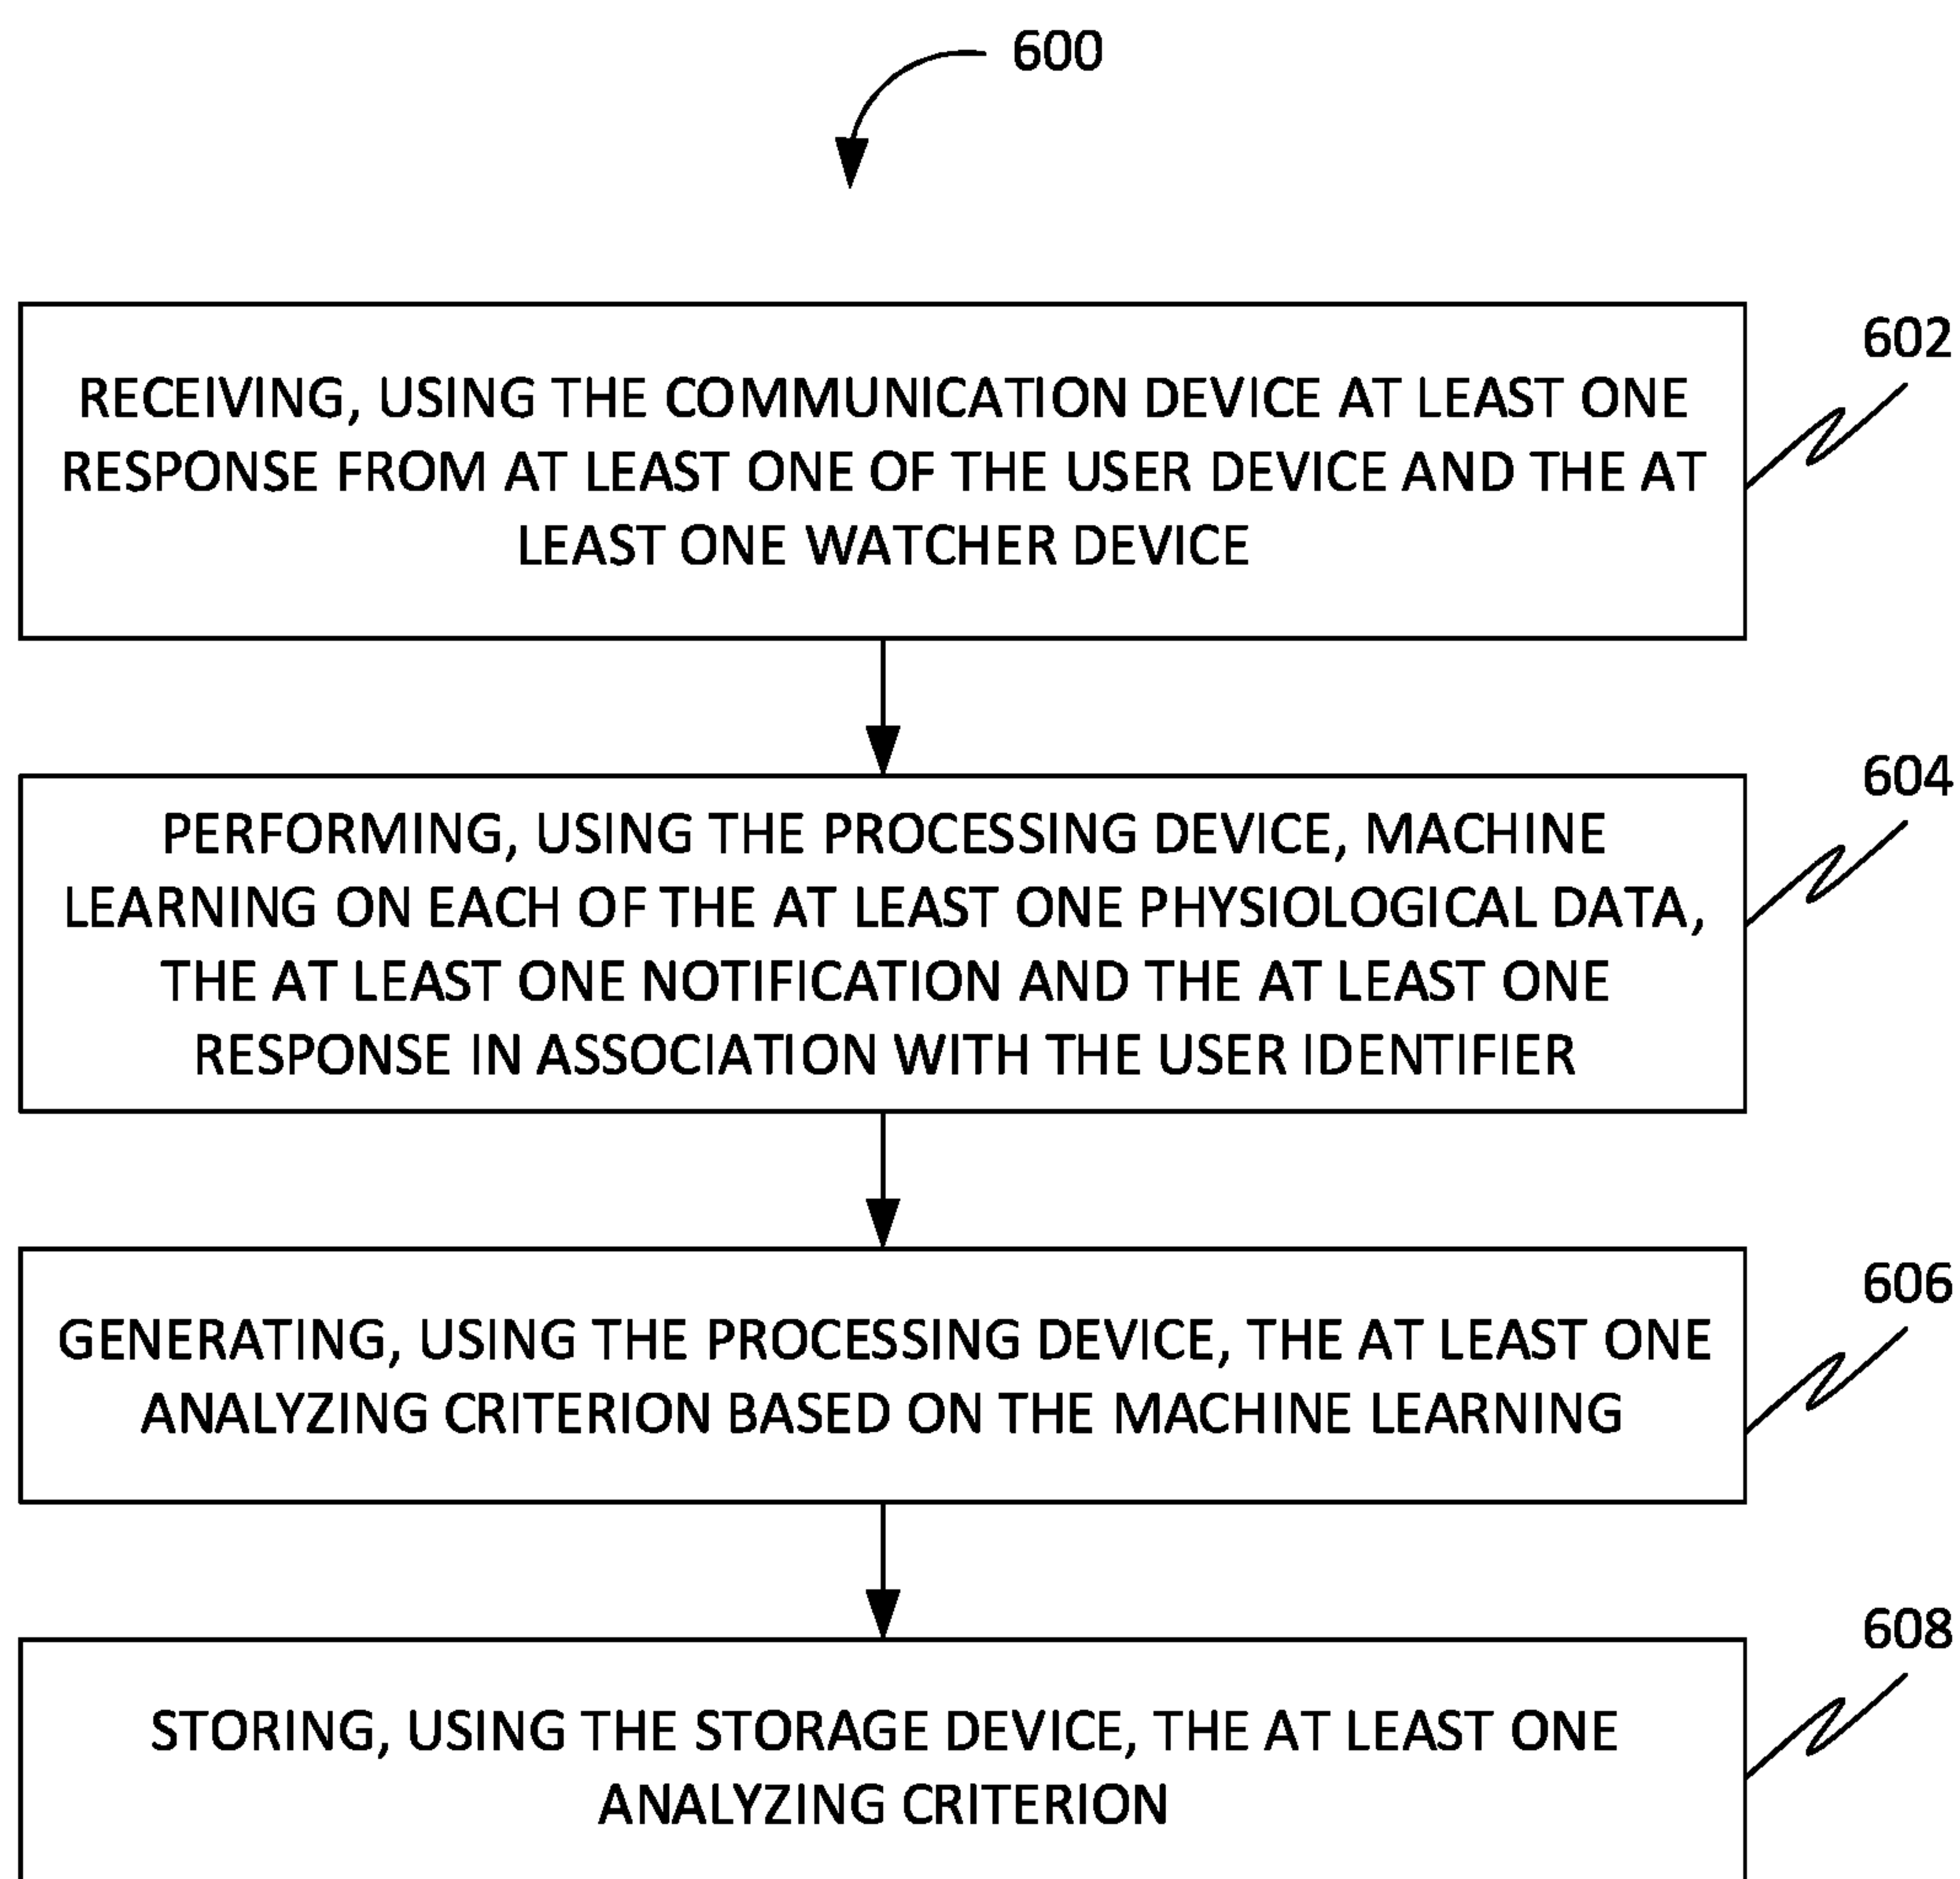 600
602
RECEIVING, USING THE COMMUNICATION DEVICE AT LEAST ONE
RESPONSE FROM AT LEAST ONE OF THE USER DEVICE AND THE AT
LEAST ONE WATCHER DEVICE
604
PERFORMING, USING THE PROCESSING DEVICE, MACHINE
LEARNING ON EACH OF THE AT LEAST ONE PHYSIOLOGICAL DATA,
THE AT LEAST ONE NOTIFICATION AND THE AT LEAST ONE
RESPONSE IN ASSOCIATION WITH THE USER IDENTIFIER
606
GENERATING, USING THE PROCESSING DEVICE, THE AT LEAST ONE
ANALYZING CRITERION BASED ON THE MACHINE LEARNING
608
STORING, USING THE STORAGE DEVICE, THE AT LEAST ONE
ANALYZING CRITERION